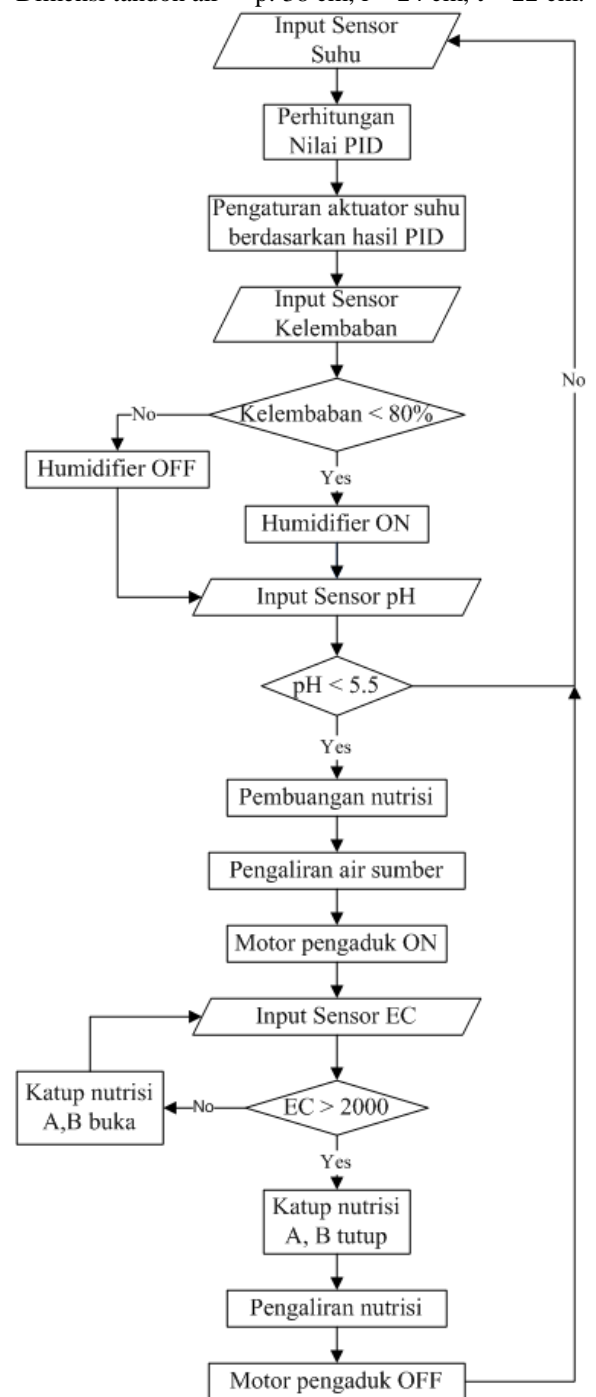 Input Sensor
Suhu
Perhitungan
Nilai PID
Pengaturan aktuator suhu
berdasarkan hasil PID
Input Sensor
Kelembaban
No
Kelembaban < 80%
No
Humidifier OFF
Yes
Humidifier ON
Input Sensor pH
pH < 5.5
Yes
Pembuangan nutrisi
Pengaliran air sumber
Motor pengaduk ON
Input Sensor EC
Katup nutrisi
A,B buka
No
EC > 2000
Yes
Katup nutrisi
A, B tutup
Pengaliran nutrisi
Motor pengaduk OFF